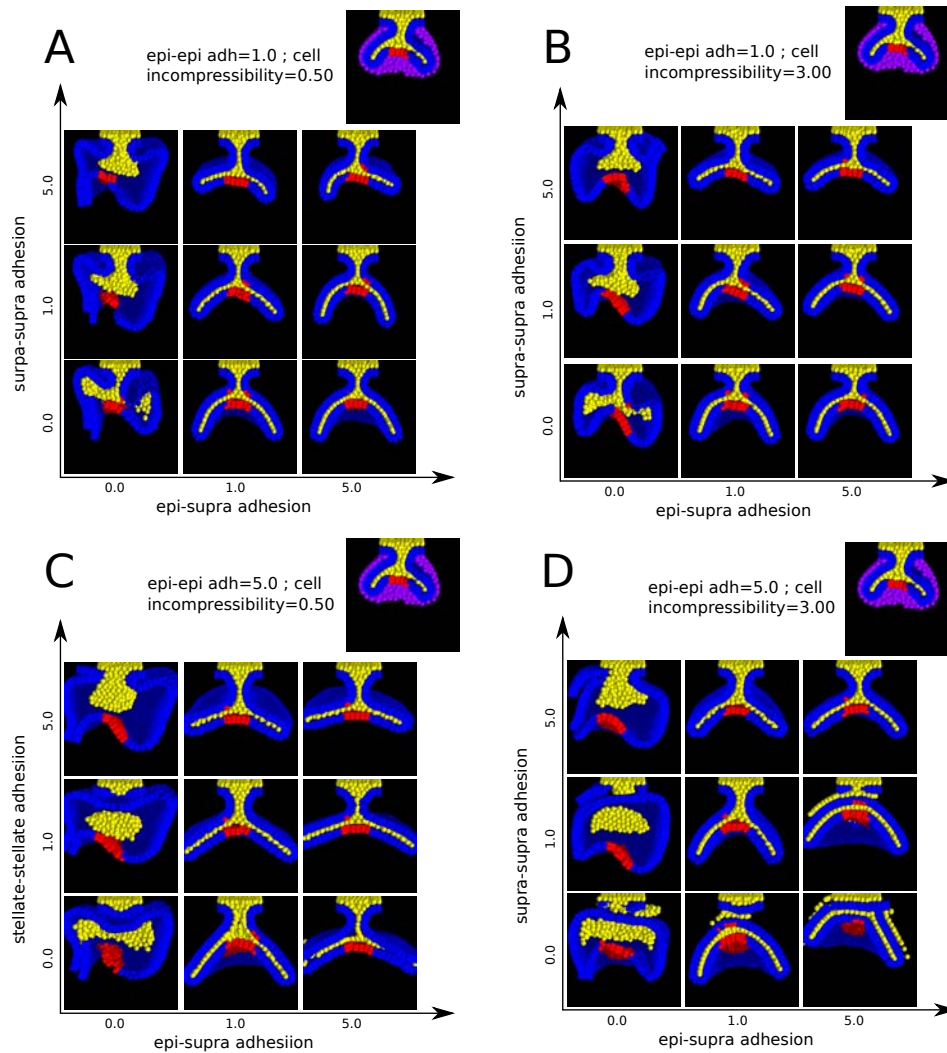 A
epi-epi adh=1.0 ; cell
incompressibility=0.50
surpa-supra adhesiion
5.0
1.0
0.0
0.0 1.0 5.0
epi-supra adhesion
B
epi-epi adh=1.0 ; cell
incompressibility=3.00
supra-supra adhesion
5.0
1.0
0.0
0.0 1.0 5.0
epi-supra adhesion
C
epi-epi adh=5.0 ; cell
incompressibility=0.50
stellate-stellate adhesiion
5.0
1.0
0.0
0.0 1.0 5.0
epi-supra adhesiion
D
epi-epi adh=5.0 ; cell
incompressibility=3.00
supra-supra adhesion
5.0
1.0
0.0
0.0 1.0 5.0
epi-supra adhesion